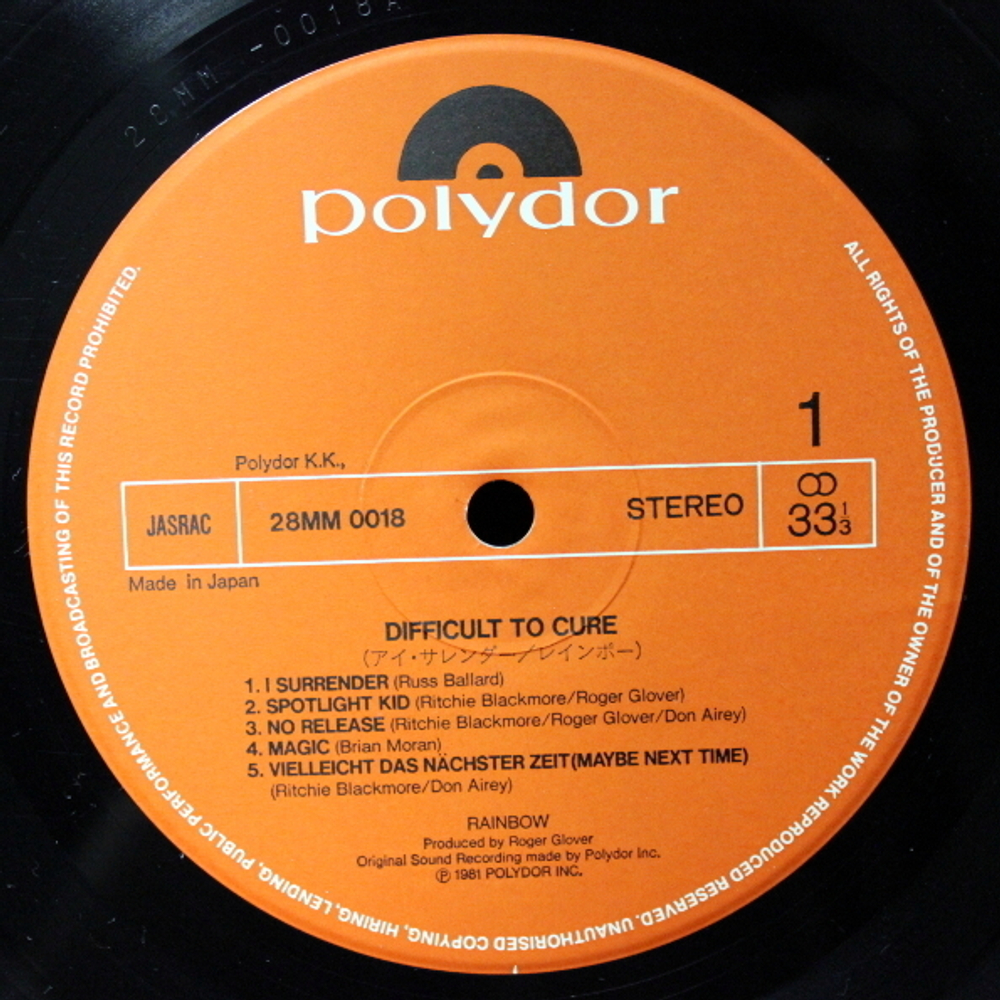 28MM-0018A
polydor
ALL RIGHTS OF THE PRODUCER AND OF THE OWNER OF THE WORK REPRODUCED RESERVED. UNAUTHORISED COPYING, HIRING, LENDING, PUBLIC PERFORMANCE AND BROADCASTING OF THIS RECORD PROHIBITED.
1
Polydor K.K.,
JASRAC 28MM 0018 STEREO 33 1/3
Made in Japan
DIFFICULT TO CURE
(アイ・サレンダー/レインボー)
1. I SURRENDER (Russ Ballard)
2. SPOTLIGHT KID (Ritchie Blackmore/Roger Glover)
3. NO RELEASE (Ritchie Blackmore/Roger Glover/Don Airey)
4. MAGIC (Brian Moran)
5. VIELLEICHT DAS NÄCHSTER ZEIT(MAYBE NEXT TIME)
(Ritchie Blackmore/Don Airey)
RAINBOW
Produced by Roger Glover
Original Sound Recording made by Polydor Inc.
Ⓟ 1981 POLYDOR INC.